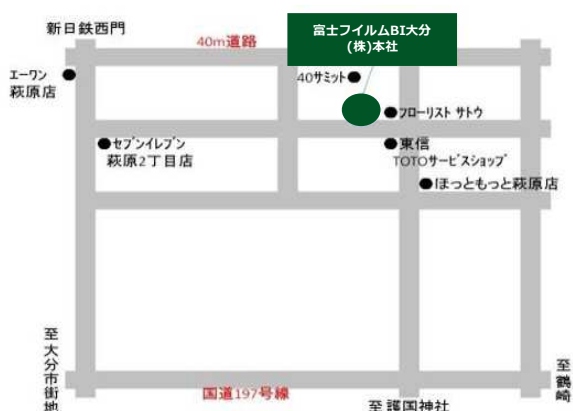 新日鉄西門
40m道路
富士フイルムBI大分
(株)本社
エーワン
萩原店
40サミット
フローリスト サトウ
セブンイレブン
萩原2丁目店
東信
TOTOサービスショップ
ほっともっと萩原店
至大分市街地
国道197号線
至護国神社
至鶴崎